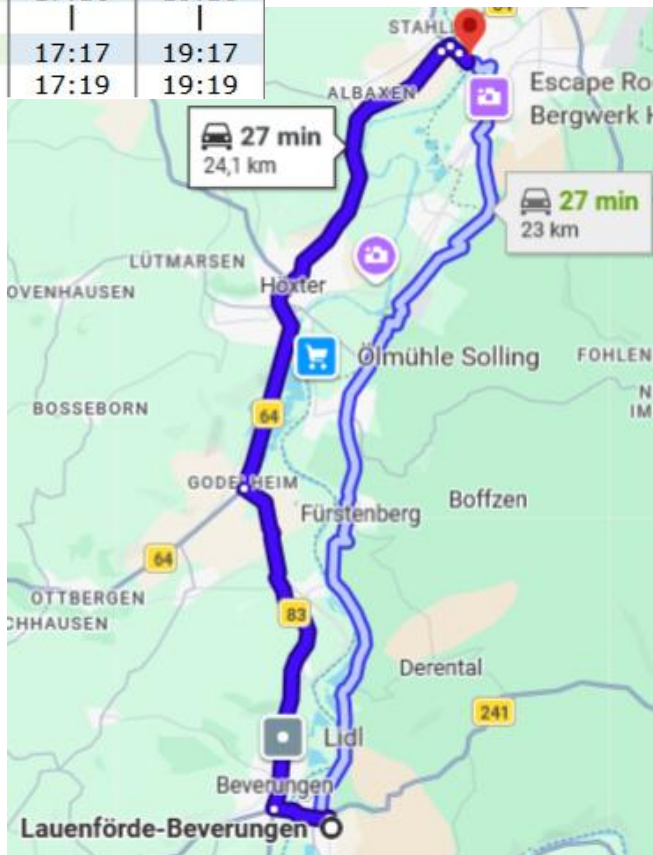 17:17 19:17
17:19 19:19
STAHL
ALBAXEN
Escape Ro
Bergwerk H
27 min
24,1 km
27 min
23 km
LÜTMARSEN
OVENHAUSEN
Höxter
Ölmühle Solling
FOHLEN
N
IM
BOSSEBORN
64
GODELHEIM
Fürstenberg
Boffzen
64
OTTBERGEN
CHHAUSEN
83
Derental
241
Lidl
Beverungen
Lauenförde-Beverungen